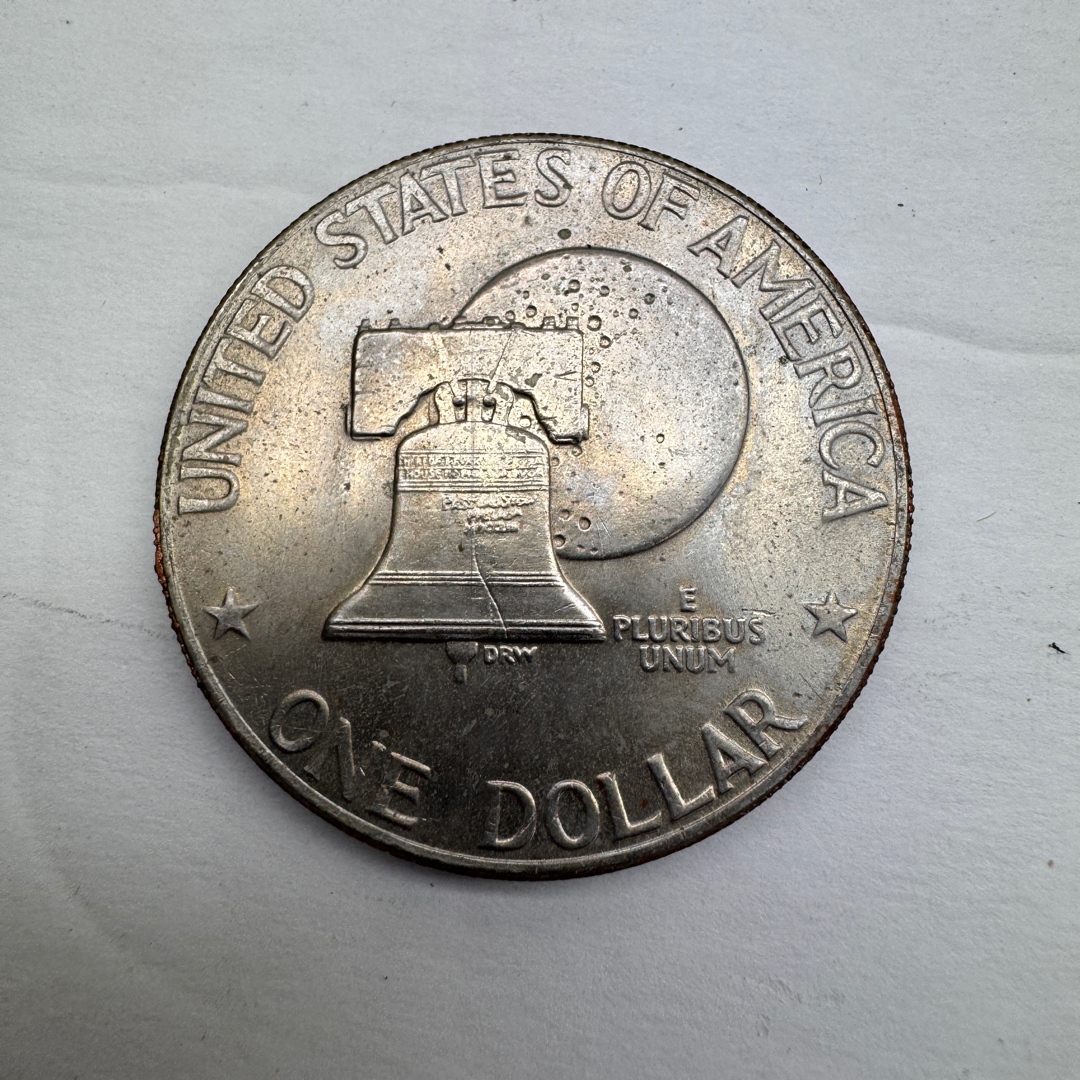 UNITED STATES OF AMERICA
DRW
E
PLURIBUS
UNUM
ONE DOLLAR